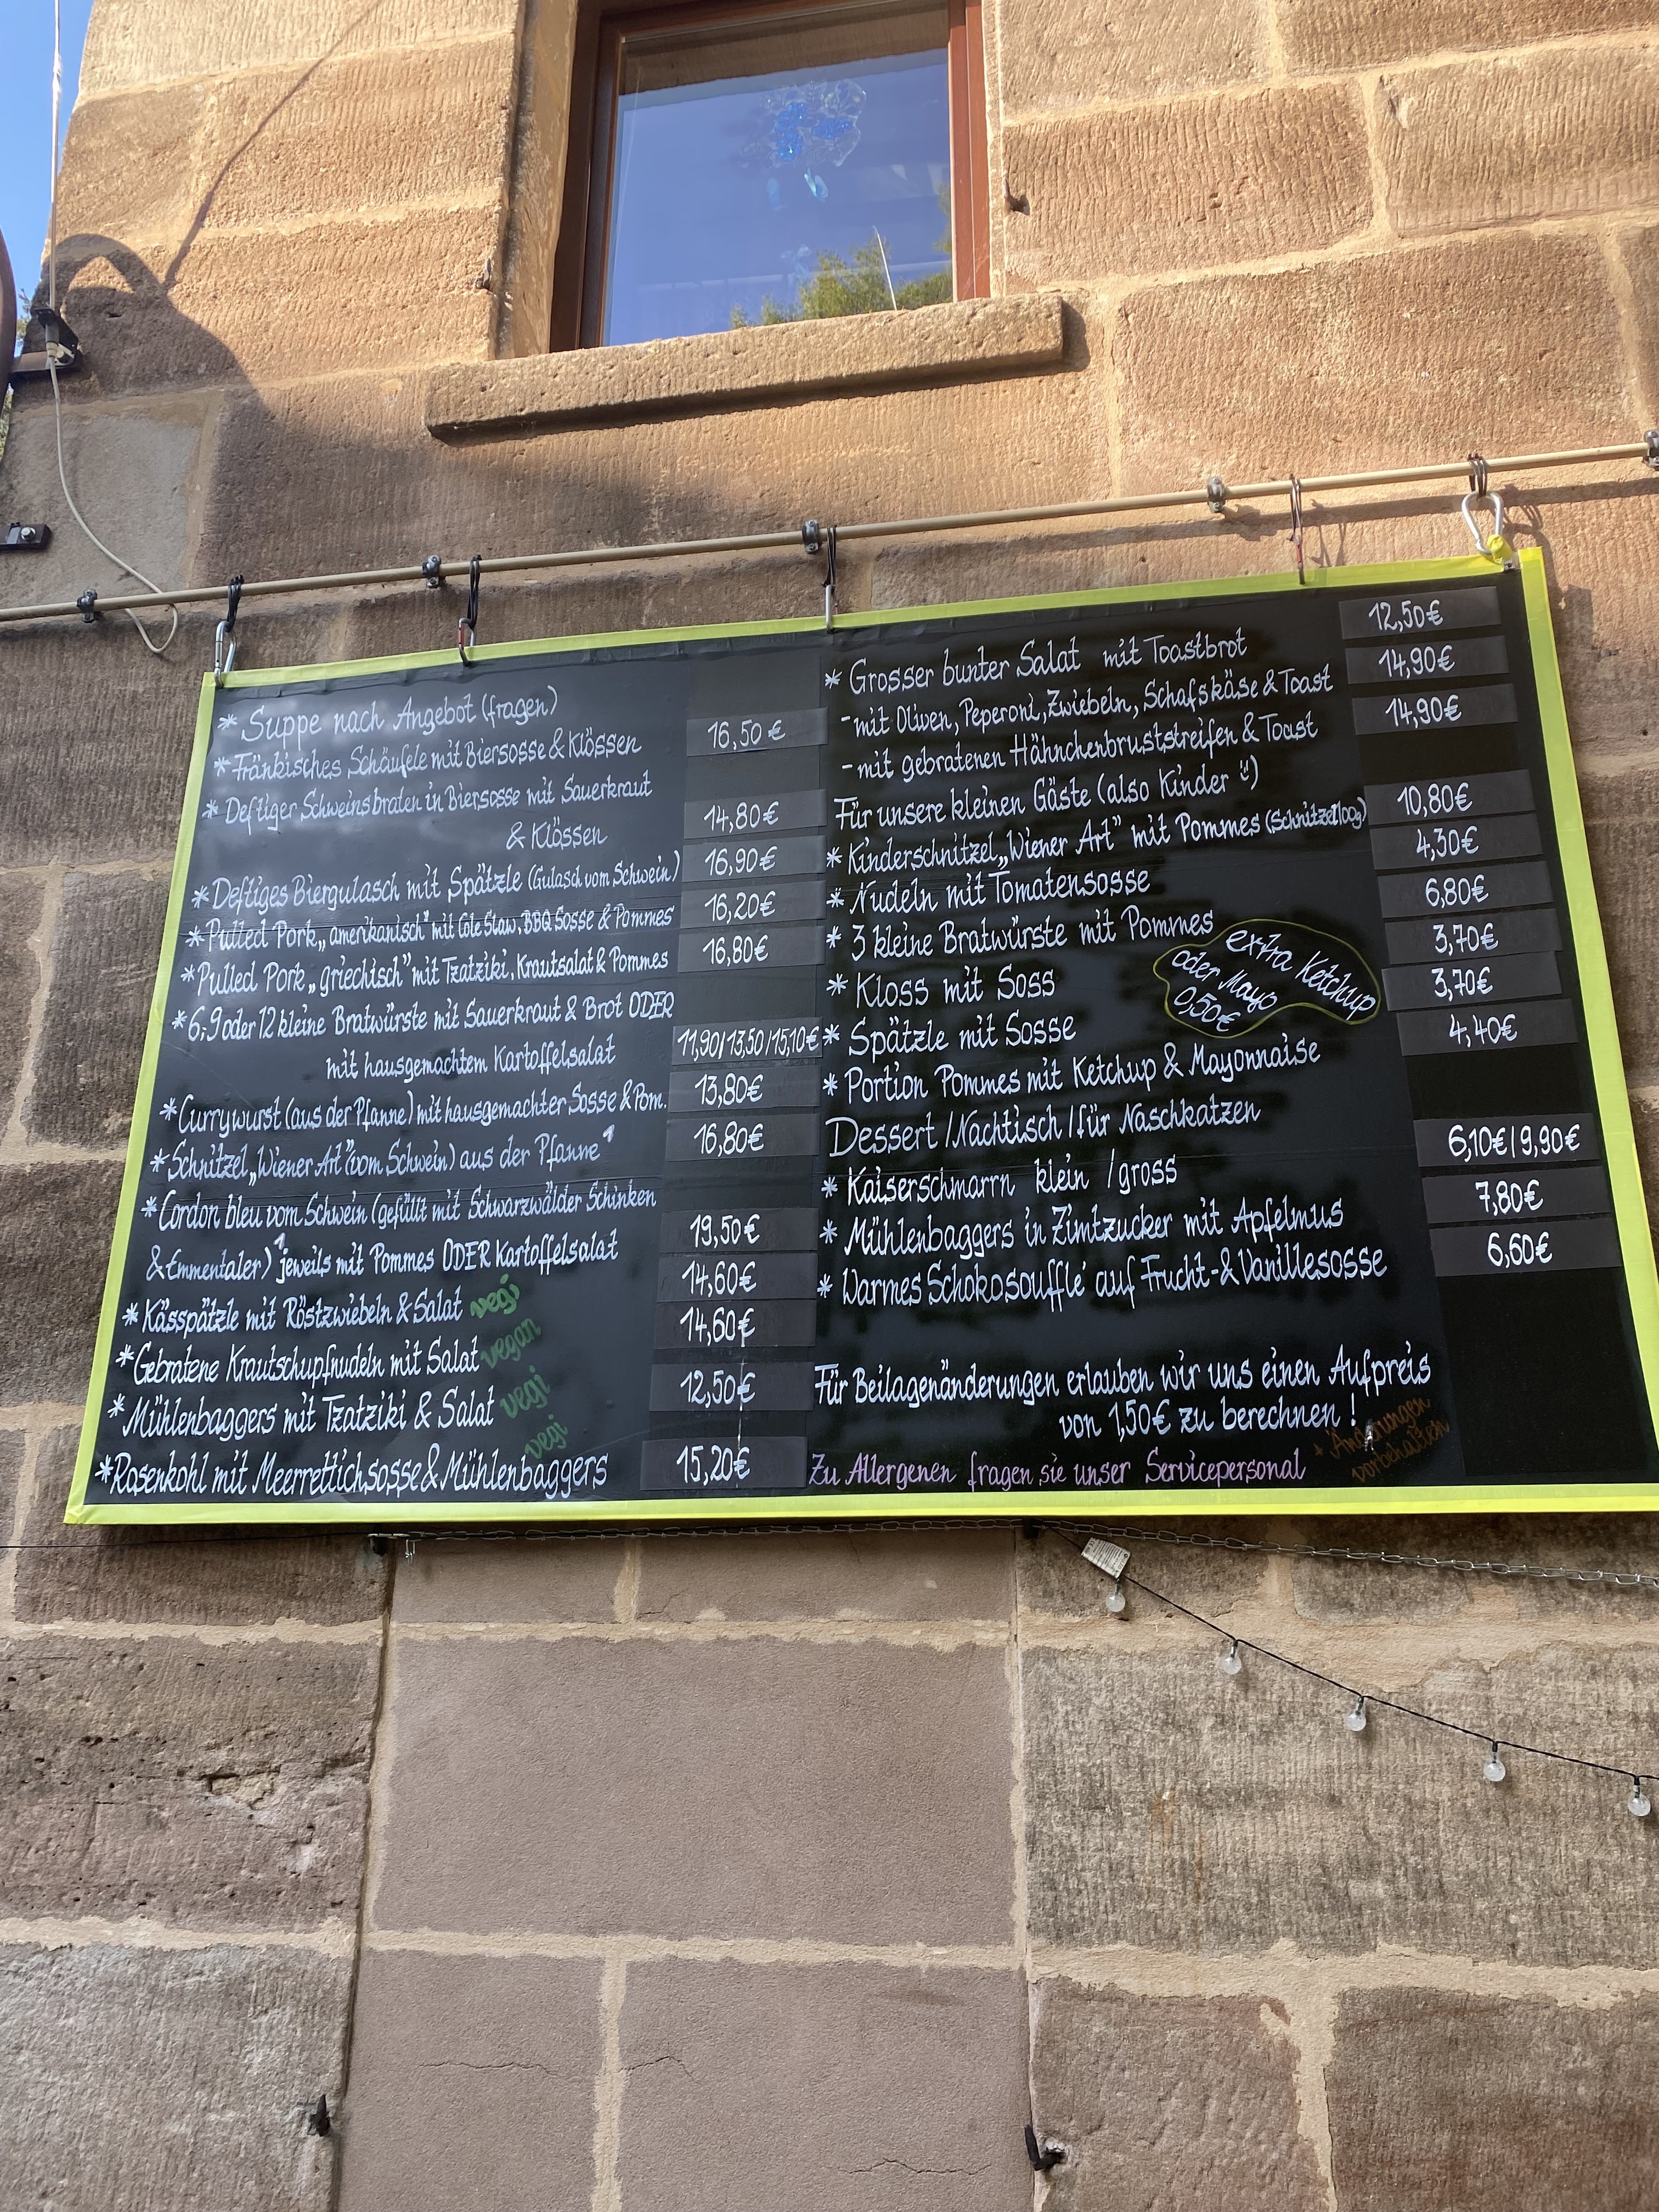 * Suppe nach Angebot (fragen)
* Fränkisches Schäufele mit Biersosse & Klössen 16,50 €
* Deftiger Schweinsbraten in Biersosse mit Sauerkraut
& Klössen 14,80€
* Deftiges Biergulasch mit Spätzle (Gulasch vom Schwein) 16,90€
* Pulled Pork „amerikanisch" mit Cole Slaw, BBQ Sosse & Pommes 16,20€
* Pulled Pork „griechisch" mit Tzatziki, Krautsalat & Pommes 16,80€
* 6,- 9 oder 12 kleine Bratwürste mit Sauerkraut & Brot ODER
mit hausgemachtem Kartoffelsalat 11,90/13,50/15,10€
* Currywurst (aus der Pfanne) mit hausgemachter Sosse & Pom. 13,80€
* Schnitzel „Wiener Art" (vom Schwein) aus der Pfanne 1 16,80€
* Cordon bleu vom Schwein (gefüllt mit Schwarzwälder Schinken
& Emmentaler) 1 jeweils mit Pommes ODER Kartoffelsalat 19,50€
* Kässpätzle mit Röstzwiebeln & Salat vegi 14,60€
* Gebratene Krautschupfnudeln mit Salat vegan 14,60€
* Mühlenbaggers mit Tzatziki & Salat vegi 12,50€
* Rosenkohl mit Meerrettichsosse & Mühlenbaggers vegi 15,20€
* Grosser bunter Salat mit Toastbrot 12,50€
- mit Oliven, Peperoni, Zwiebeln, Schafskäse & Toast 14,90€
- mit gebratenen Hähnchenbruststreifen & Toast 14,90€
Für unsere kleinen Gäste (also Kinder ü)
* Kinderschnitzel „Wiener Art" mit Pommes (Schnitzel 100g) 10,80€
* Nudeln mit Tomatensosse 4,30€
* 3 kleine Bratwürste mit Pommes 6,80€
* Kloss mit Soss 3,70€
* Spätzle mit Sosse 3,70€
* Portion Pommes mit Ketchup & Mayonnaise 4,40€
extra Ketchup
oder Mayo
0,50€
Dessert / Nachtisch / für Naschkatzen
* Kaiserschmarrn klein / gross 6,10€ / 9,90€
* Mühlenbaggers in Zimtzucker mit Apfelmus 7,80€
* Warmes Schokosoufflé auf Frucht- & Vanillesosse 6,60€
Für Beilagenänderungen erlauben wir uns einen Aufpreis
von 1,50€ zu berechnen !
Zu Allergenen fragen sie unser Servicepersonal
+ Änderungen
vorbehalten